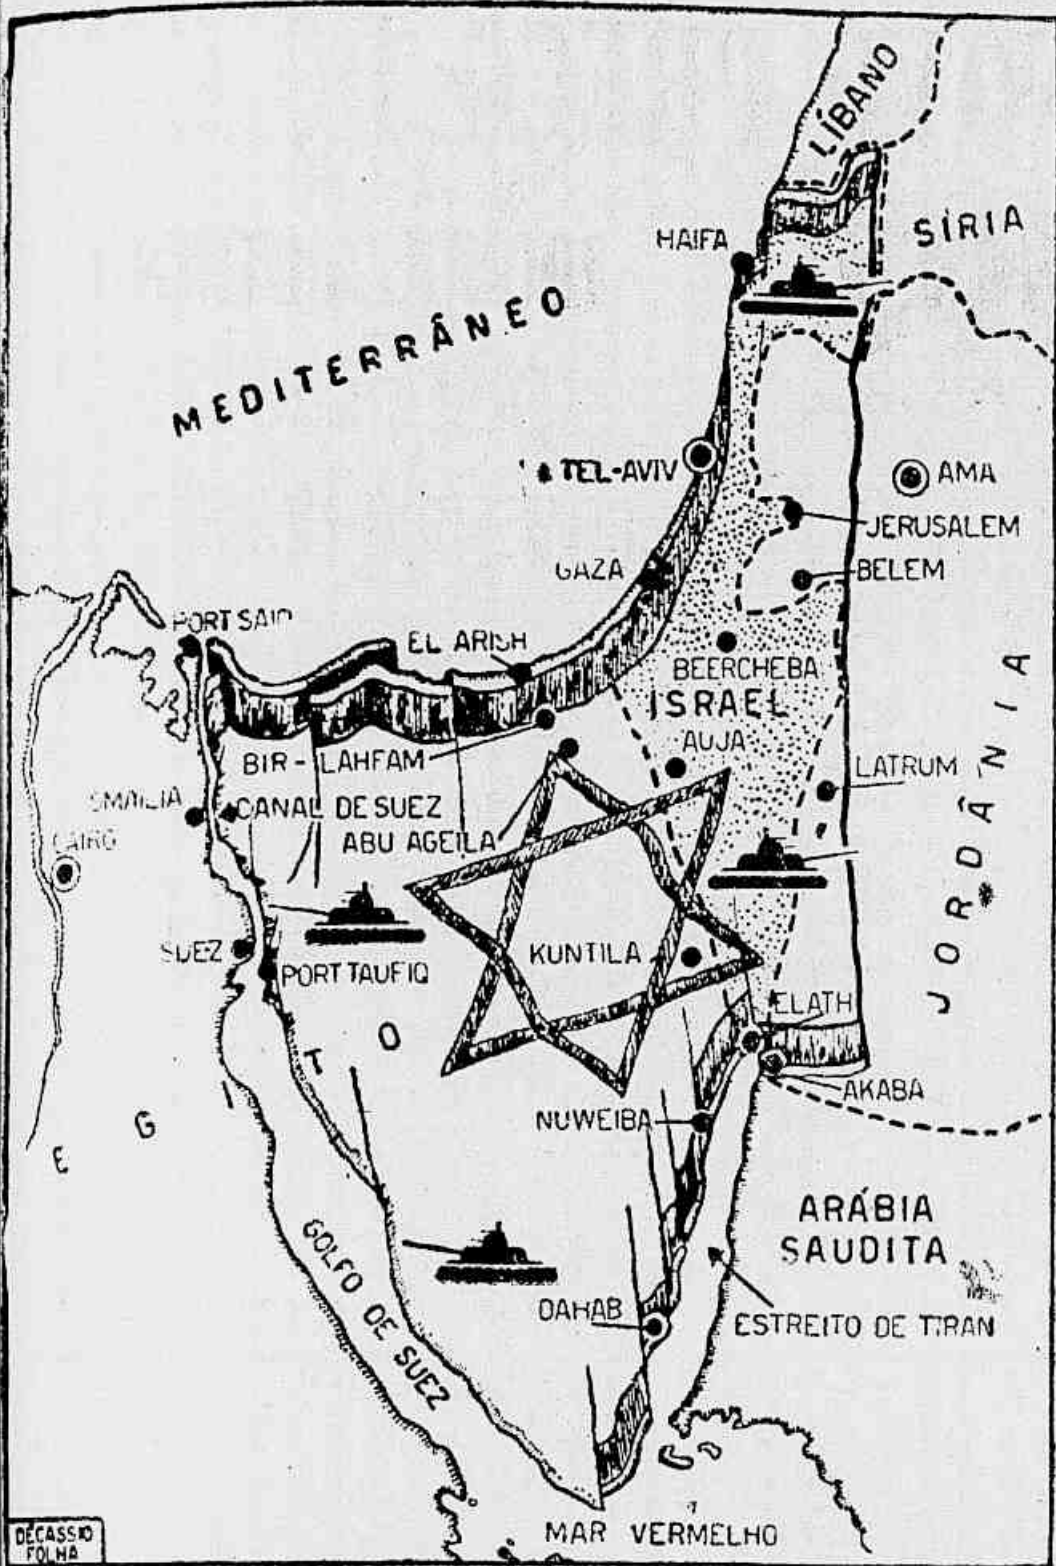 LÍBANO
SÍRIA
HAIFA
MEDITERRÂNEO
TEL-AVIV
AMA
JERUSALEM
GAZA
BELEM
PORT SAID
EL ARISH
BEERCHEBA
ISRAEL
AUJA
BIR-LAHFAM
LATRUM
SMAILIA
CANAL DE SUEZ
ABU AGEILA
CAIRO
JORDÂNIA
SUEZ
KUNTILA
PORT TAUFIQ
ELATH
EGITO
AKABA
NUWEIBA
ARÁBIA
SAUDITA
GOLFO DE SUEZ
DAHAB
ESTREITO DE TIRAN
MAR VERMELHO
DÉCASSIO
FOLHA